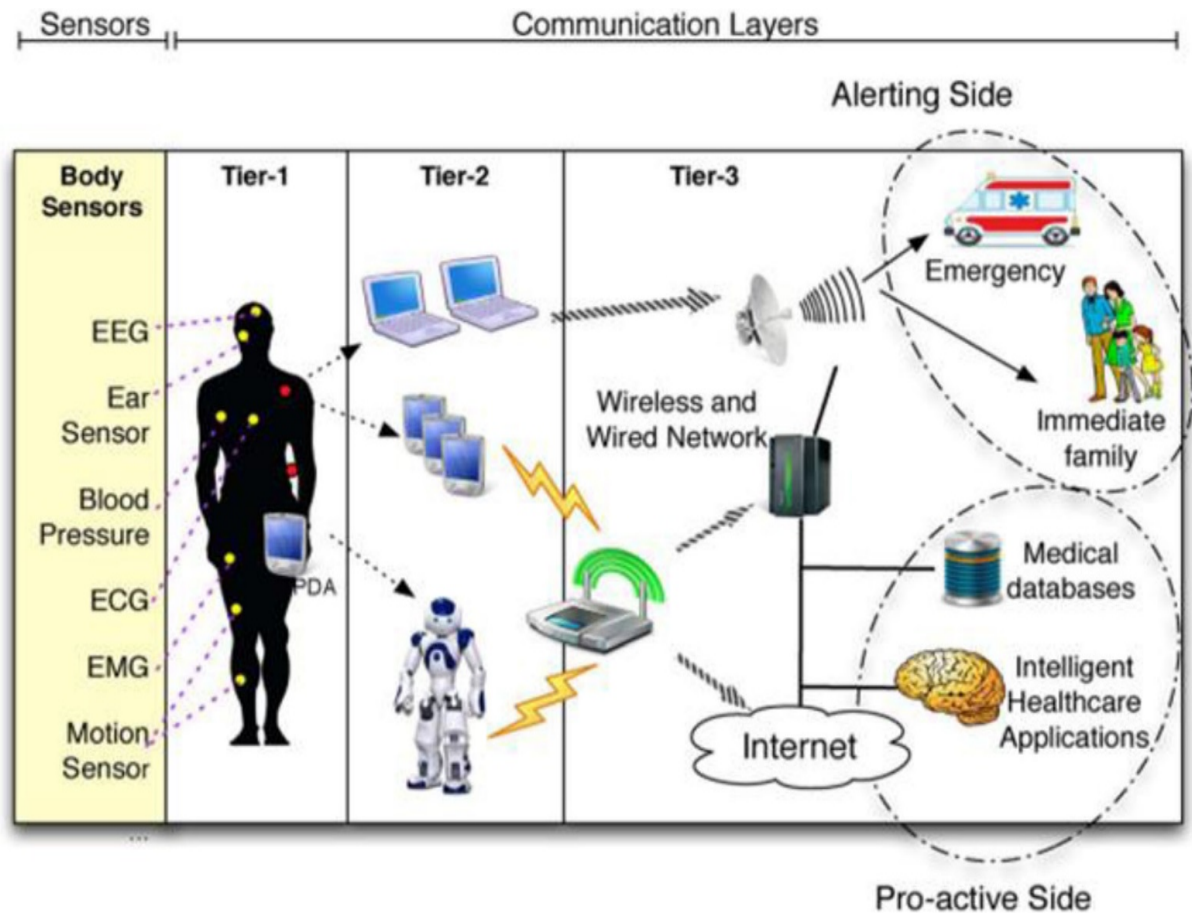 Sensors
Communication Layers
Alerting Side
Body
Sensors
Tier-1
Tier-2
Tier-3
EEG
Ear
Sensor
Blood
Pressure
ECG
EMG
Motion
Sensor
...
PDA
Wireless and
Wired Network
Emergency
Immediate
family
Medical
databases
Intelligent
Healthcare
Applications
Internet
Pro-active Side